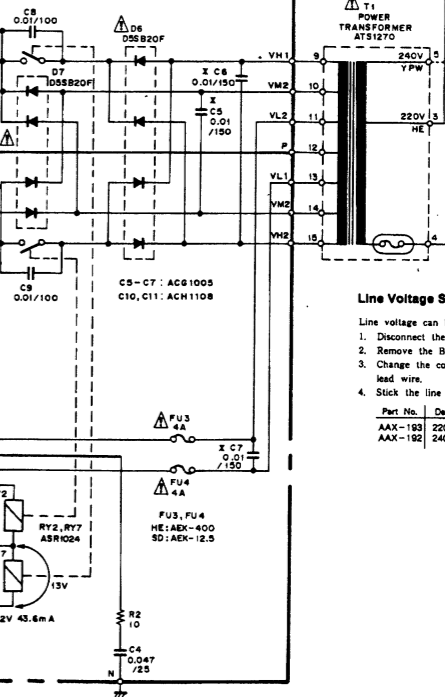 C8
0.01/100
D6
D5SB20F
T1
POWER
TRANSFORMER
ATS1270
VH1
9
240V
5
YPW
D7
D5SB20F
C6
0.01/150
VM2
10
C5
0.01
/150
VL2
11
220V
3
HE
P
12
VL1
13
VM2
14
VH2
15
4
C9
0.01/100
C5-C7: ACG1005
C10, C11: ACH1108
Line Voltage S
Line voltage can
1. Disconnect the
2. Remove the B
3. Change the co
lead wire.
4. Stick the line
Part No. De
AAX-193 220
AAX-192 240
FU3
4A
C7
0.01
/150
FU4
4A
FU3, FU4
HE: AEK-400
SD: AEK-12.5
2
RY2, RY7
ASR1024
7
13V
2V 43.6mA
R2
10
C4
0.047
/25
N